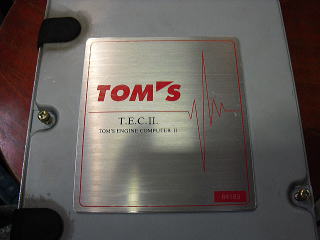 TOM'S
T.E.C.II.
TOM'S ENGINE COMPUTER II